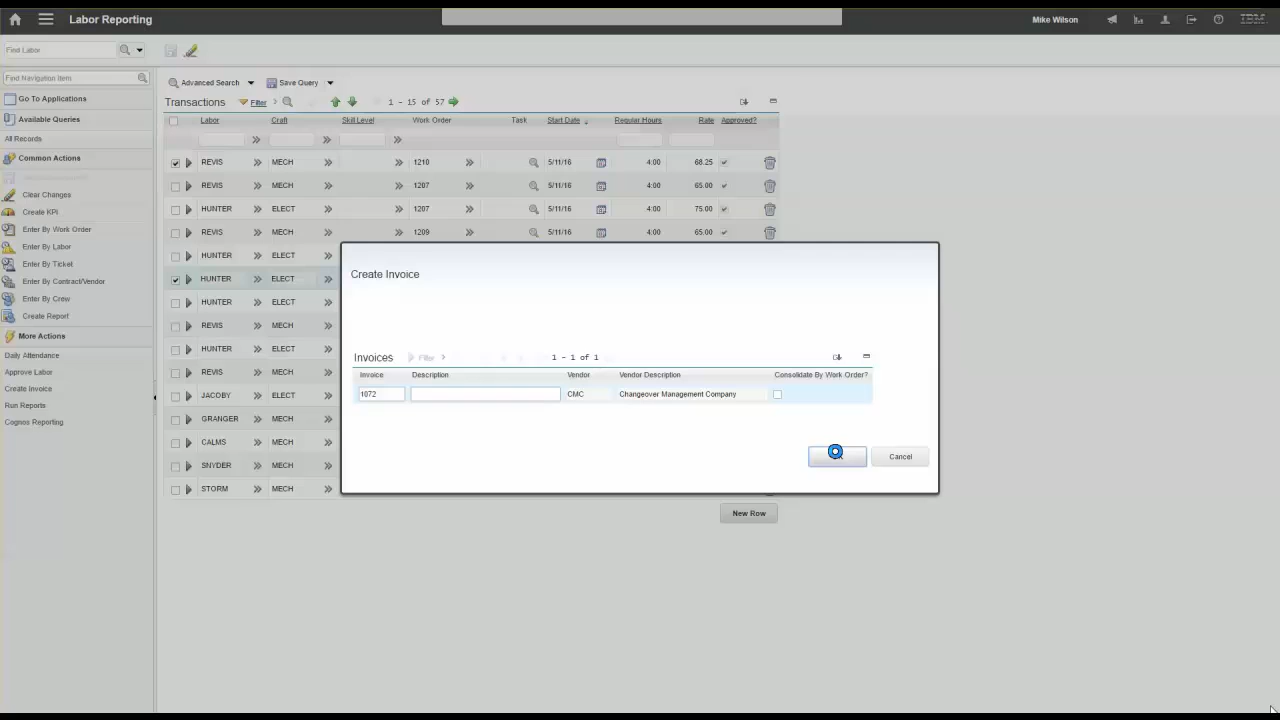 Labor Reporting
Mike Wilson
IBM
Find Labor
Find Navigation Item
Go To Applications
Available Queries
All Records
Common Actions
Clear Changes
Create KPI
Enter By Work Order
Enter By Labor
Enter By Ticket
Enter By Contract/Vendor
Enter By Crew
Create Report
More Actions
Daily Attendance
Approve Labor
Create Invoice
Run Reports
Cognos Reporting
Advanced Search Save Query
Transactions Filter 1 - 15 of 57
Labor Craft Skill Level Work Order Task Start Date Regular Hours Rate Approved?
REVIS MECH 1210 5/11/16 4:00 68.25
REVIS MECH 1207 5/11/16 4:00 65.00
HUNTER ELECT 1207 5/11/16 4:00 75.00
REVIS MECH 1209 5/11/16 4:00 65.00
HUNTER ELECT
HUNTER ELECT
HUNTER ELECT
REVIS MECH
HUNTER ELECT
REVIS MECH
JACOBY ELECT
GRANGER MECH
CALMS MECH
SNYDER MECH
STORM MECH
New Row
Create Invoice
Invoices Filter 1 - 1 of 1
Invoice Description Vendor Vendor Description Consolidate By Work Order?
1072 CMC Changeover Management Company
Cancel